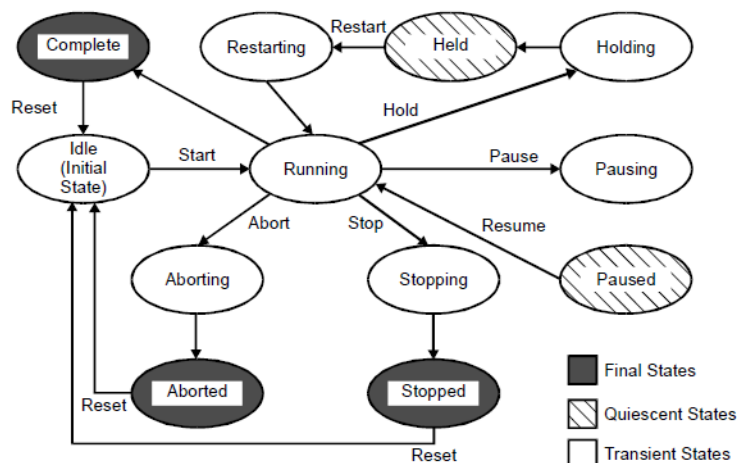 Complete
Restarting
Restart
Held
Holding
Reset
Hold
Idle
(Initial
State)
Start
Running
Pause
Pausing
Abort
Stop
Resume
Aborting
Stopping
Paused
Aborted
Stopped
Reset
Reset
Final States
Quiescent States
Transient States